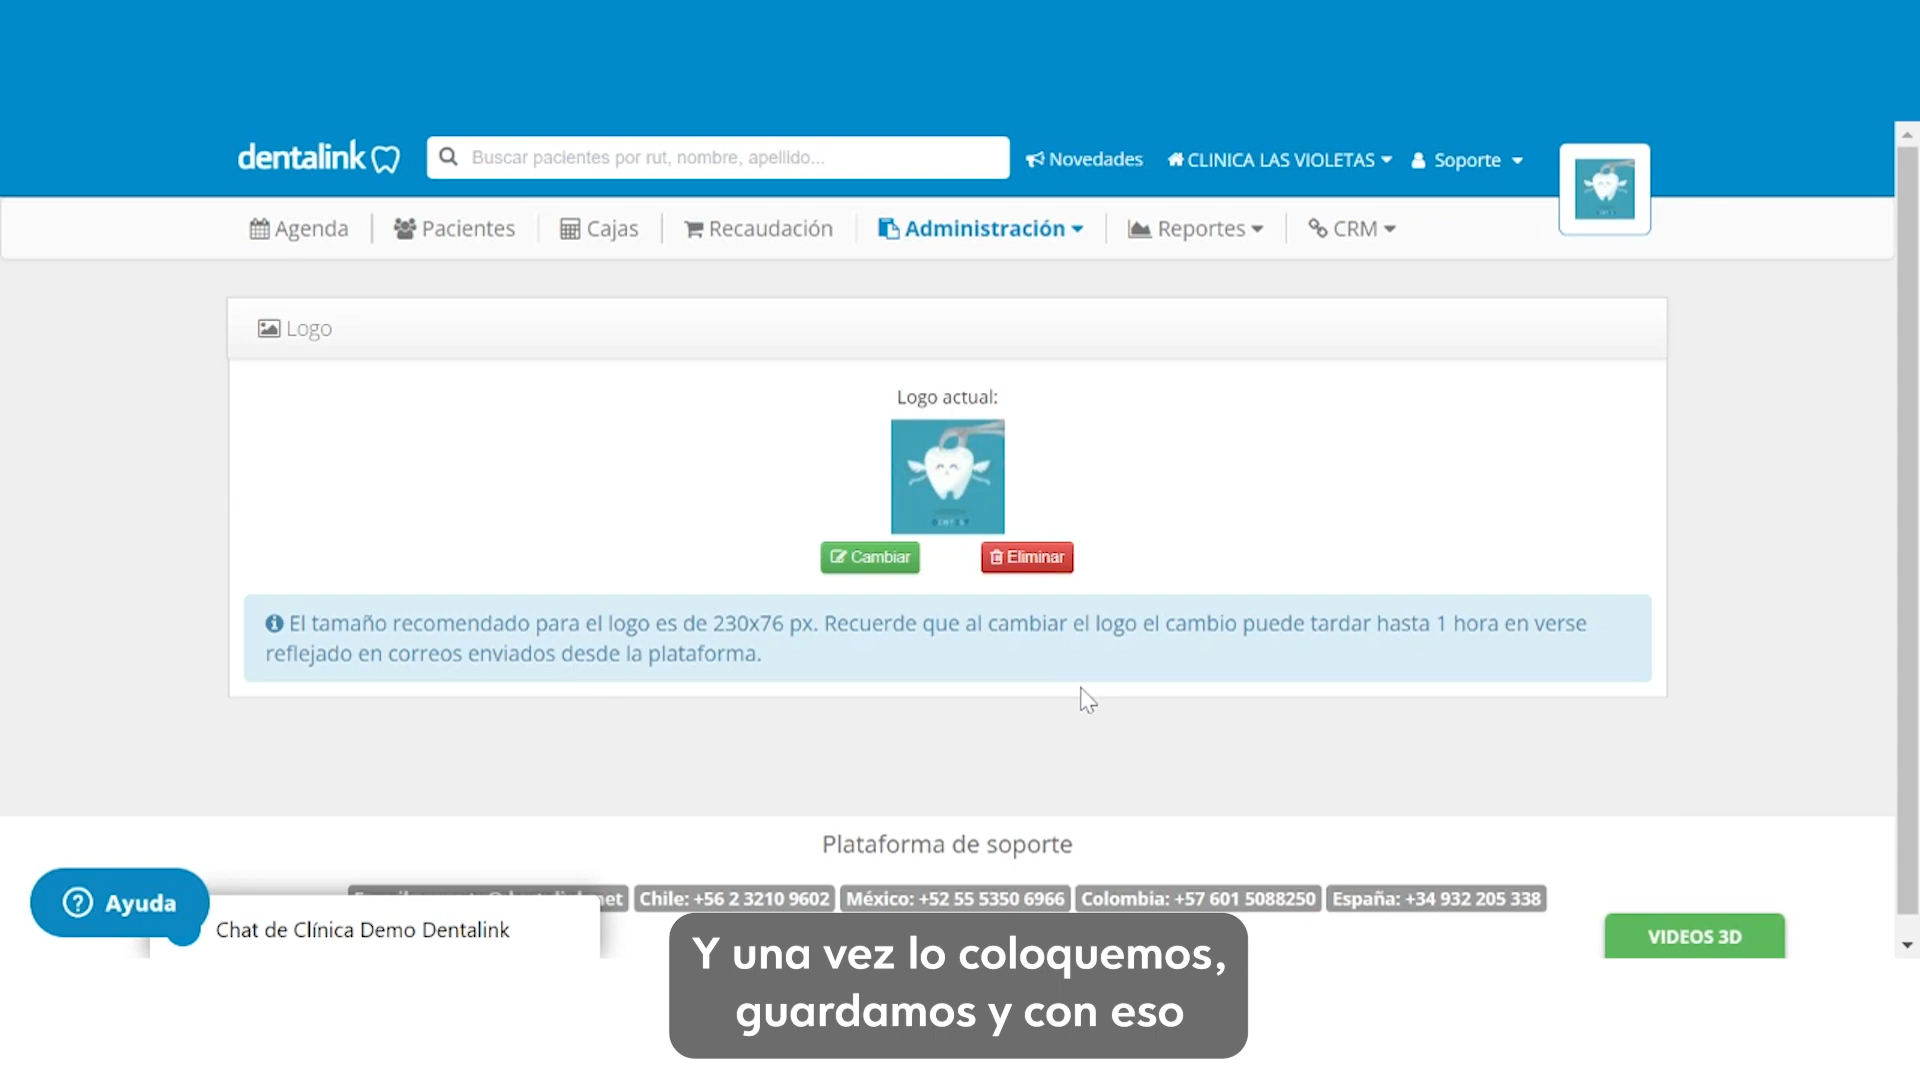 dentalink
Buscar pacientes por rut, nombre, apellido...
Novedades
CLINICA LAS VIOLETAS
Soporte
Agenda
Pacientes
Cajas
Recaudación
Administración
Reportes
CRM
Logo
Logo actual:
Cambiar
Eliminar
El tamaño recomendado para el logo es de 230x76 px. Recuerde que al cambiar el logo el cambio puede tardar hasta 1 hora en verse
reflejado en correos enviados desde la plataforma.
Plataforma de soporte
Chile: +56 2 3210 9602
México: +52 55 5350 6966
Colombia: +57 601 5088250
España: +34 932 205 338
Ayuda
Chat de Clínica Demo Dentalink
VIDEOS 3D
Y una vez lo coloquemos,
guardamos y con eso